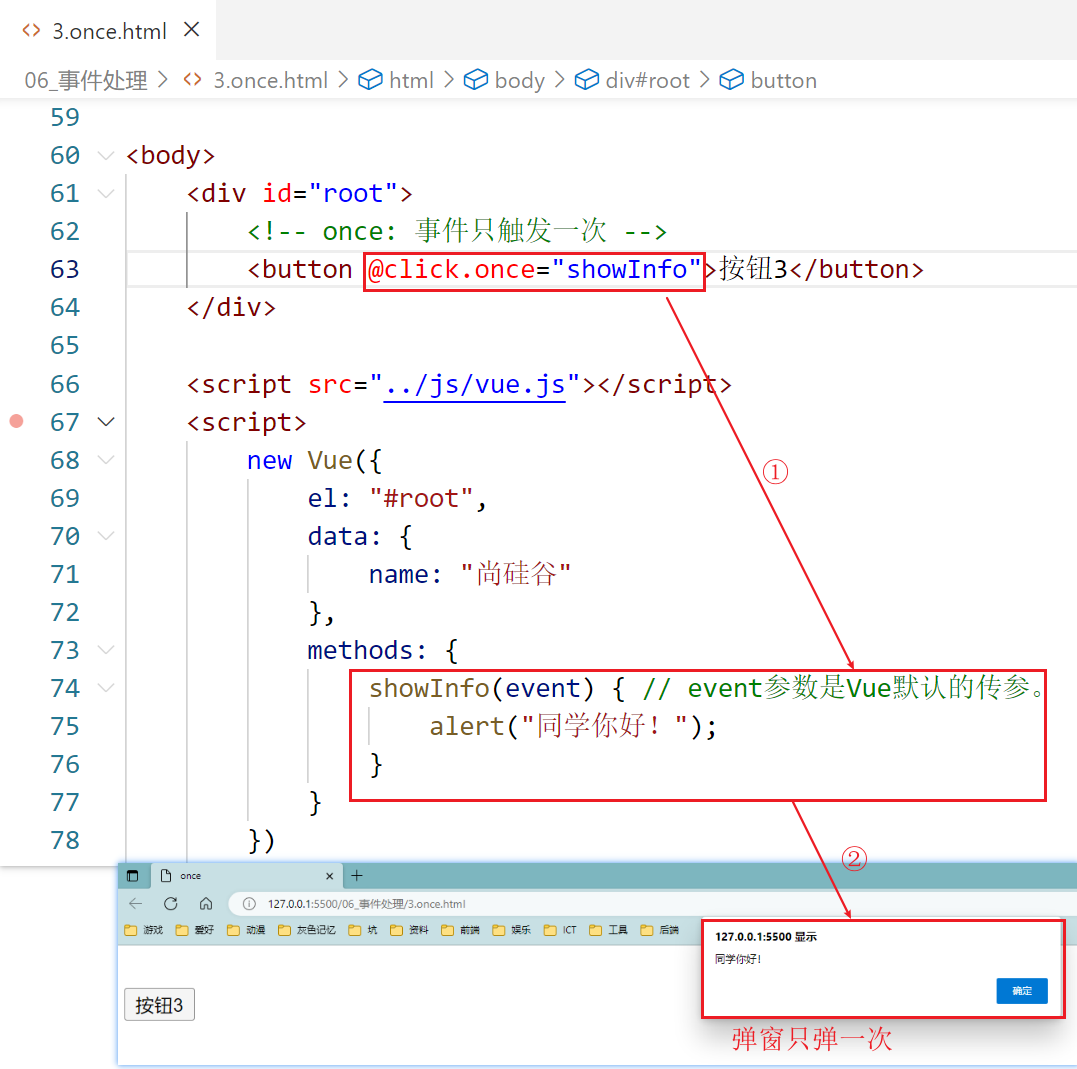 3.once.html
06_事件处理 > 3.once.html > html > body > div#root > button
59
60 <body>
61 <div id="root">
62 <!-- once: 事件只触发一次 -->
63 <button @click.once="showInfo">按钮3</button>
64 </div>
65
66 <script src="../js/vue.js"></script>
67 <script>
68 new Vue({
69 el: "#root",
70 data: {
71 name: "尚硅谷"
72 },
73 methods: {
74 showInfo(event) { // event参数是Vue默认的传参。
75 alert("同学你好！");
76 }
77 }
78 })
①
②
once
127.0.0.1:5500/06_事件处理/3.once.html
游戏 爱好 动漫 灰色记忆 坑 资料 前端 娱乐 ICT 工具 后端
127.0.0.1:5500 显示
同学你好！
确定
按钮3
弹窗只弹一次